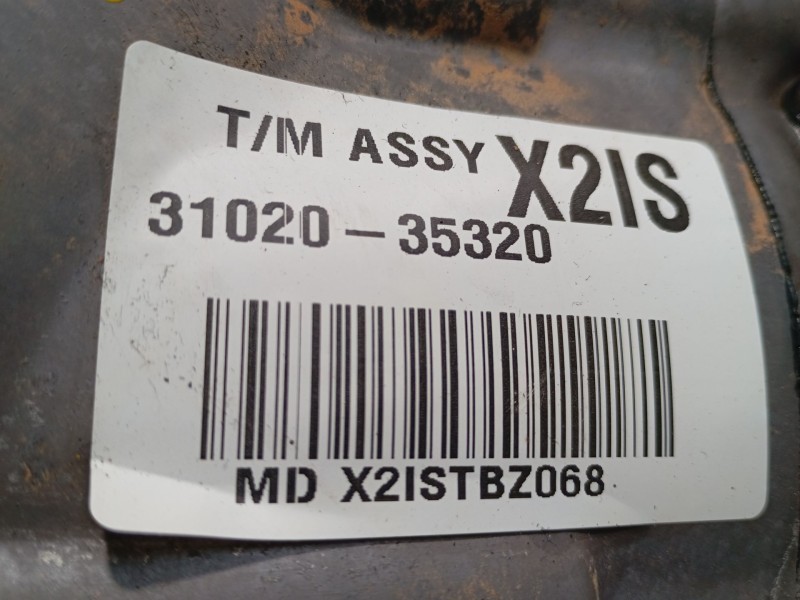 T/M ASSY X2IS
31020-35320
MD X2ISTBZ068